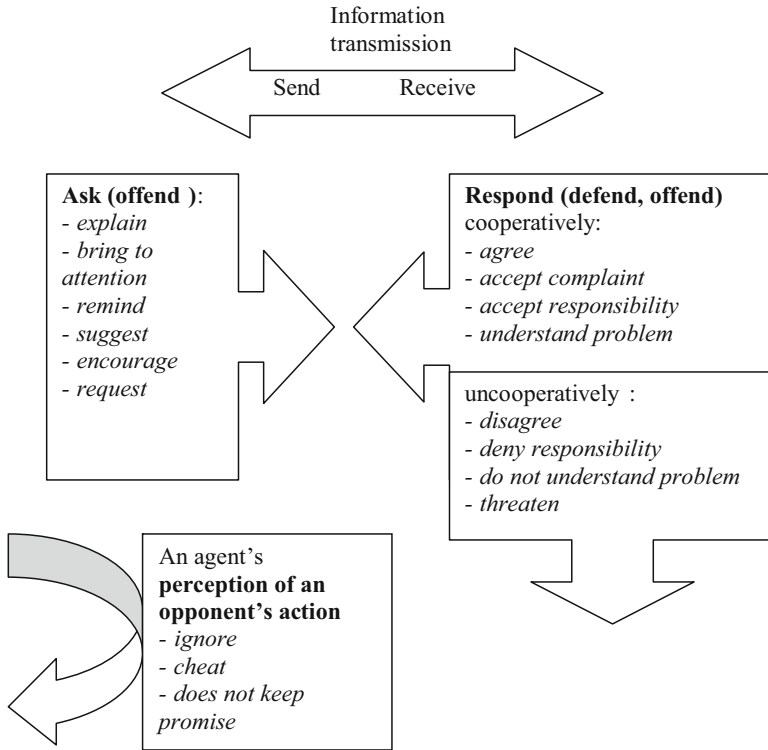 Information
transmission
Send Receive
Ask (offend ):
- explain
- bring to
attention
- remind
- suggest
- encourage
- request
Respond (defend, offend)
cooperatively:
- agree
- accept complaint
- accept responsibility
- understand problem
uncooperatively :
- disagree
- deny responsibility
- do not understand problem
- threaten
An agent’s
perception of an
opponent’s action
- ignore
- cheat
- does not keep
promise